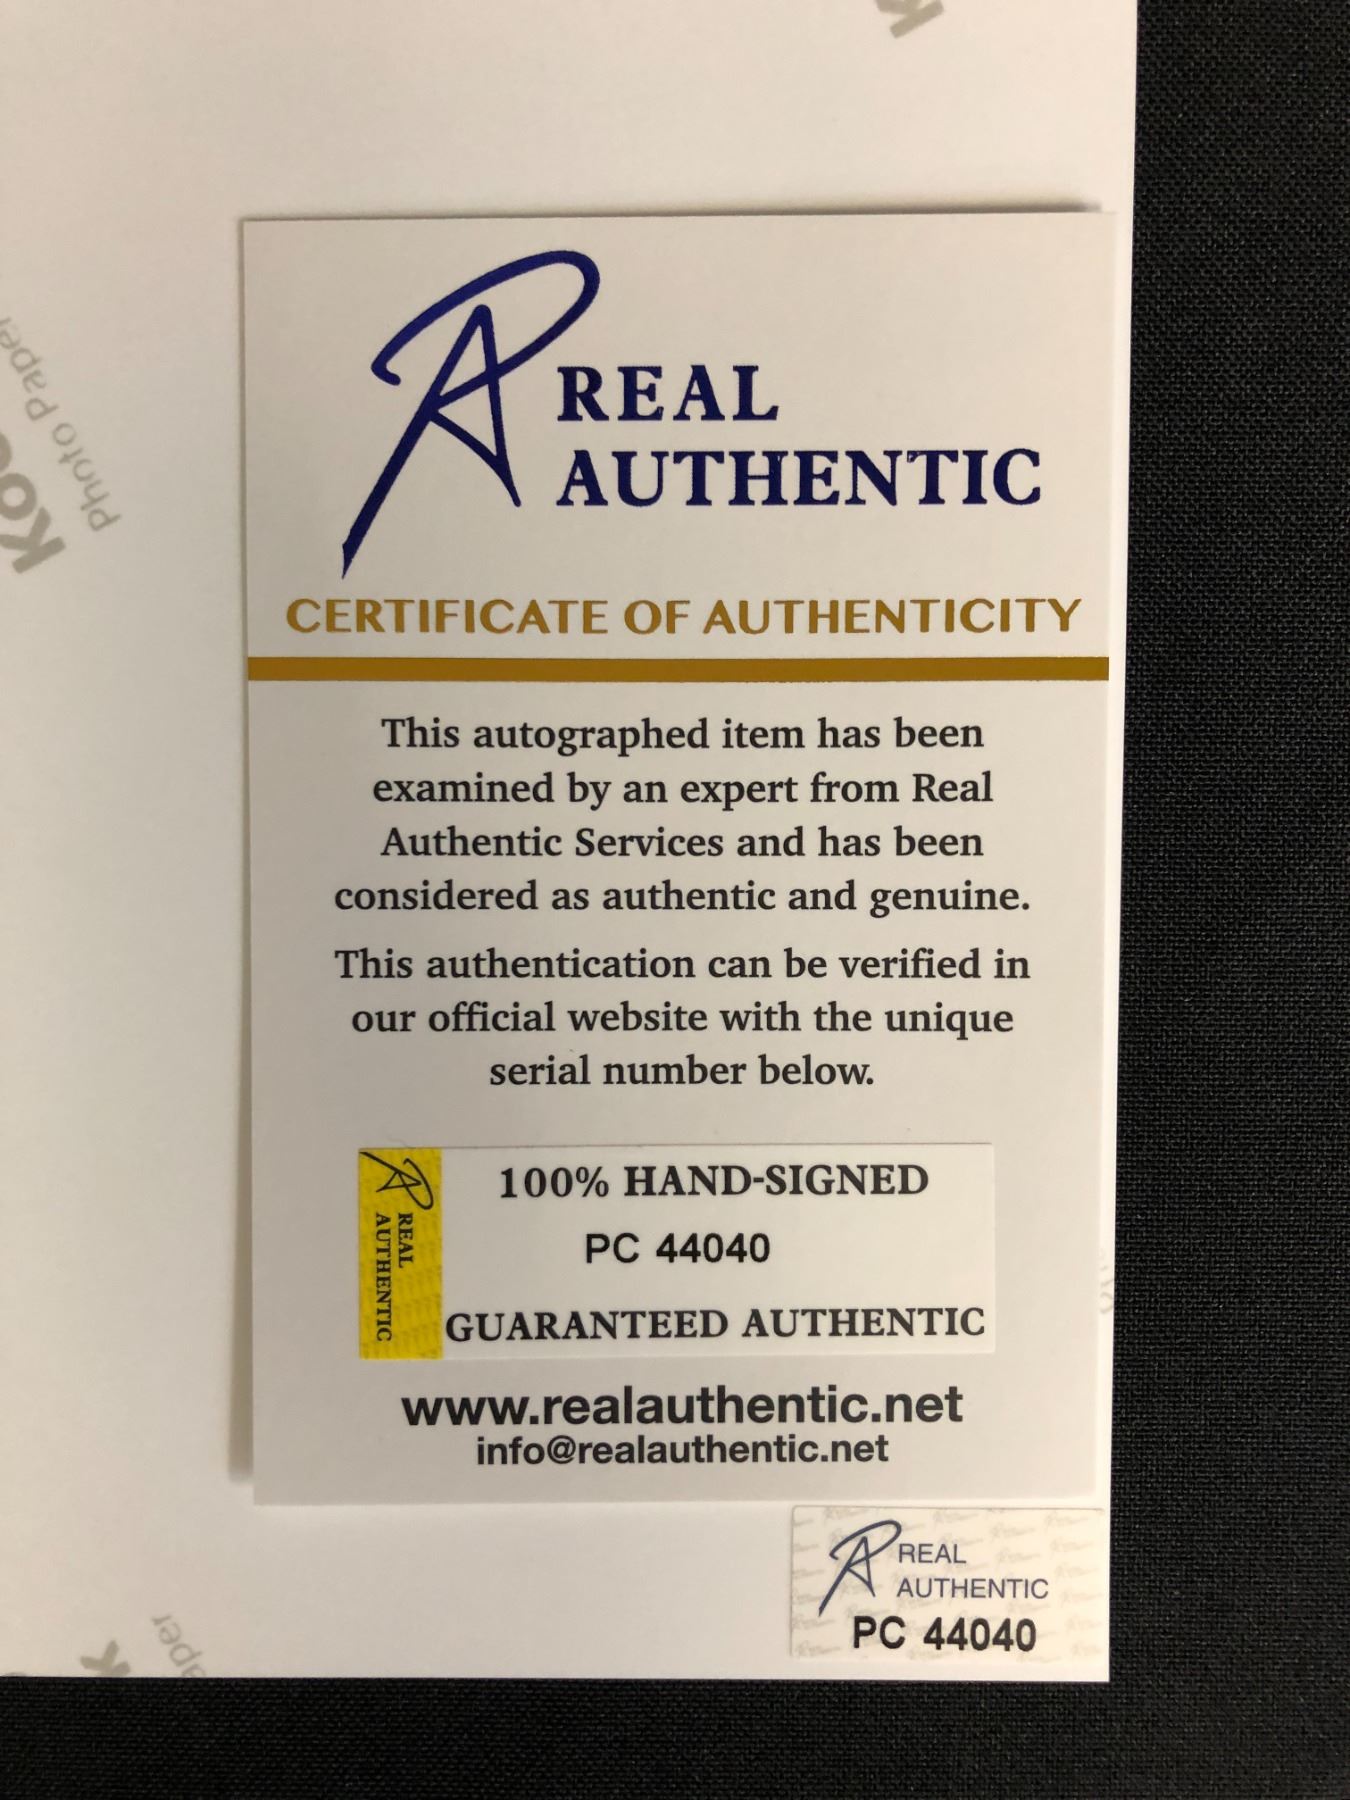 Photo Paper
REAL
AUTHENTIC
CERTIFICATE OF AUTHENTICITY
This autographed item has been
examined by an expert from Real
Authentic Services and has been
considered as authentic and genuine.
This authentication can be verified in
our official website with the unique
serial number below.
REAL
AUTHENTIC
100% HAND-SIGNED
PC 44040
GUARANTEED AUTHENTIC
www.realauthentic.net
info@realauthentic.net
REAL
AUTHENTIC
PC 44040